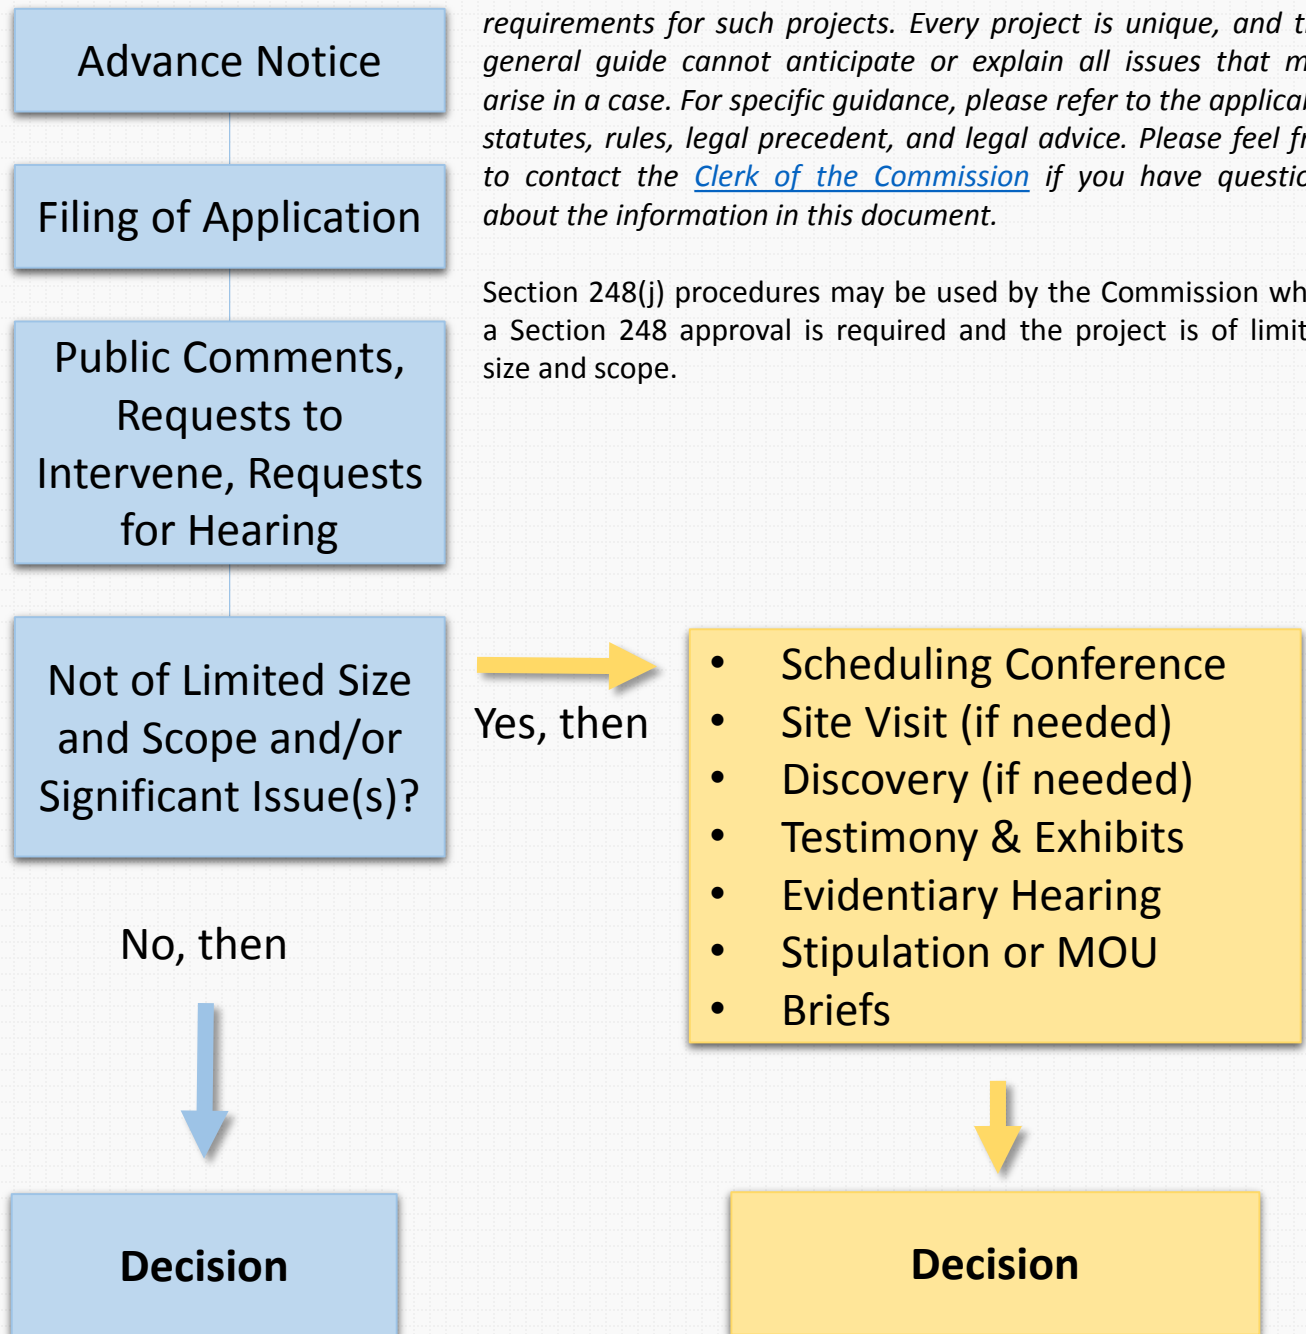 Advance Notice
Filing of Application
Public Comments,
Requests to
Intervene, Requests
for Hearing
Not of Limited Size
and Scope and/or
Significant Issue(s)?
No, then
Decision
requirements for such projects. Every project is unique, and
general guide cannot anticipate or explain all issues that
arise in a case. For specific guidance, please refer to the
statutes, rules, legal precedent, and legal advice. Please feel
to contact the Clerk of the Commission if you have
about the information in this document.
Section 248(j) procedures may be used by the Commission
a Section 248 approval is required and the project is of
size and scope.
Yes, then
• Scheduling Conference
• Site Visit (if needed)
• Discovery (if needed)
• Testimony & Exhibits
• Evidentiary Hearing
• Stipulation or MOU
• Briefs
Decision